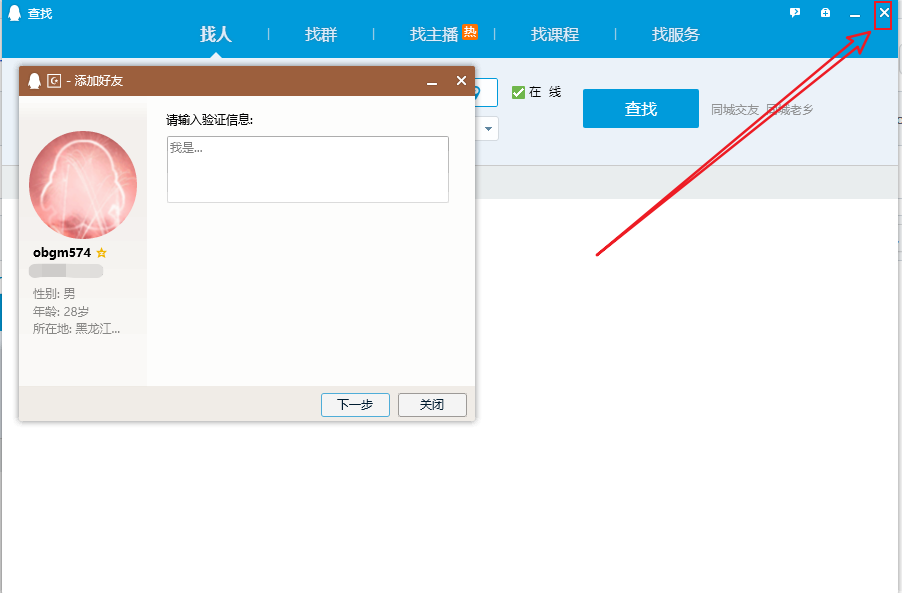 查找
找人
找群
找主播 热
找课程
找服务
- 添加好友
在 线
查找
同城交友 同城老乡
请输入验证信息:
我是...
obgm574
性别: 男
年龄: 28岁
所在地: 黑龙江...
下一步
关闭